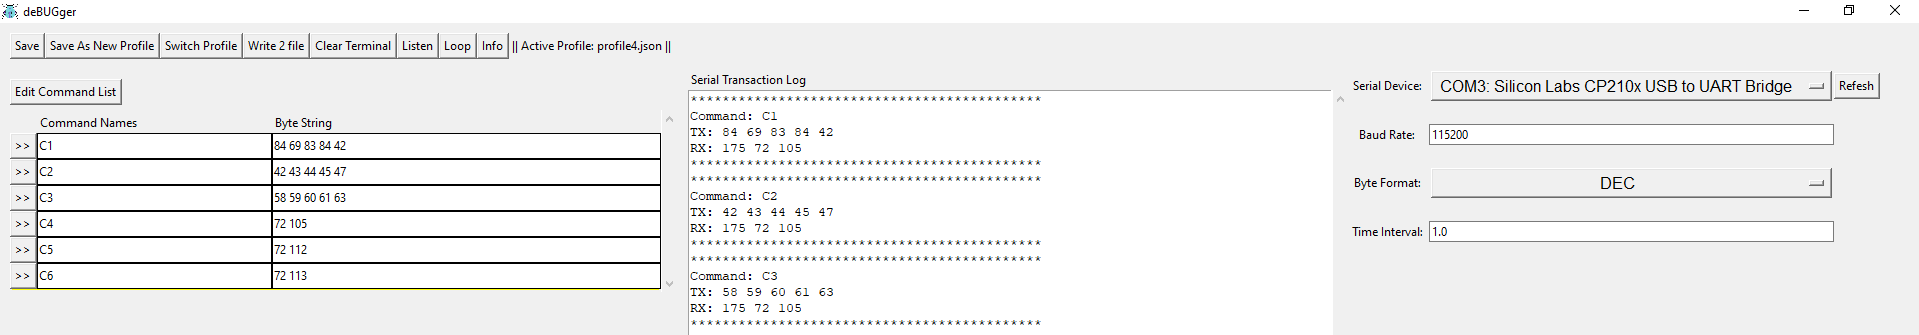 deBUGger
Save Save As New Profile Switch Profile Write 2 file Clear Terminal Listen Loop Info || Active Profile: profile4.json ||
Edit Command List
Command Names Byte String
>> C1 84 69 83 84 42
>> C2 42 43 44 45 47
>> C3 58 59 60 61 63
>> C4 72 105
>> C5 72 112
>> C6 72 113
Serial Transaction Log
********************************************
Command: C1
TX: 84 69 83 84 42
RX: 175 72 105
********************************************
********************************************
Command: C2
TX: 42 43 44 45 47
RX: 175 72 105
********************************************
********************************************
Command: C3
TX: 58 59 60 61 63
RX: 175 72 105
********************************************
Serial Device: COM3: Silicon Labs CP210x USB to UART Bridge Refesh
Baud Rate: 115200
Byte Format: DEC
Time Interval: 1.0